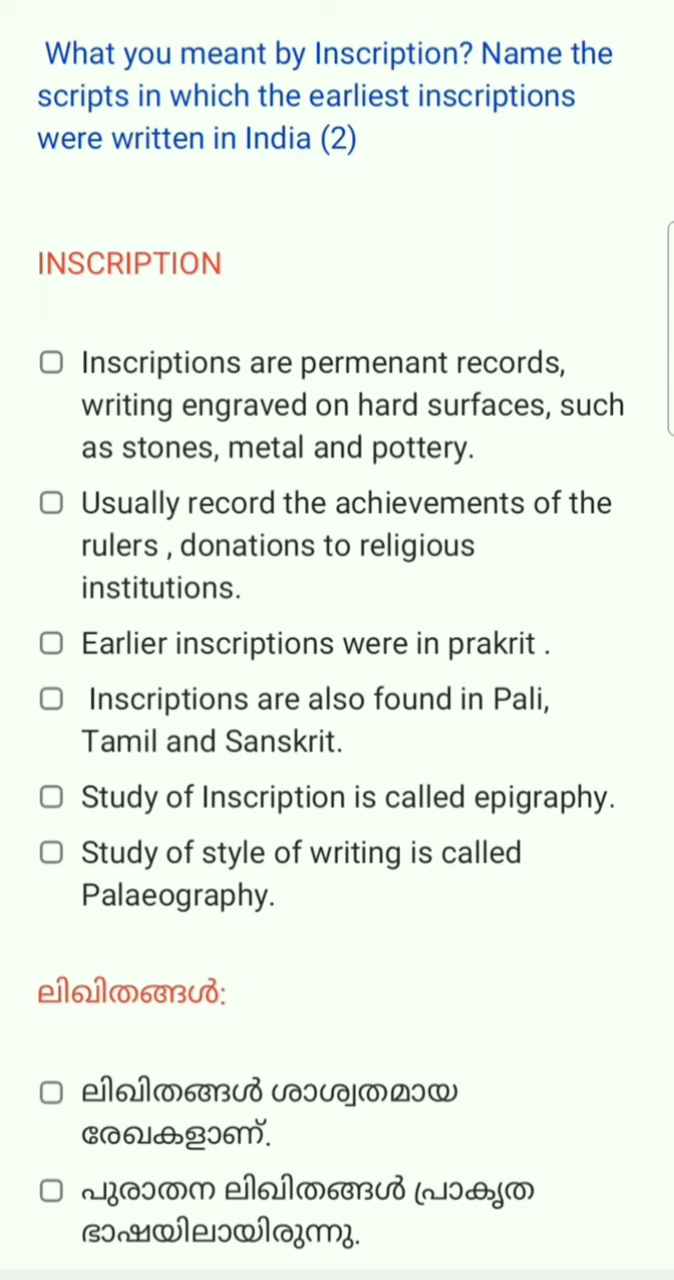 What you meant by Inscription? Name the
scripts in which the earliest inscriptions
were written in India (2)
INSCRIPTION
Inscriptions are permenant records,
writing engraved on hard surfaces, such
as stones, metal and pottery.
Usually record the achievements of the
rulers , donations to religious
institutions.
Earlier inscriptions were in prakrit .
Inscriptions are also found in Pali,
Tamil and Sanskrit.
Study of Inscription is called epigraphy.
Study of style of writing is called
Palaeography.
ലിഖിതങ്ങൾ:
ലിഖിതങ്ങൾ ശാശ്വതമായ
രേഖകളാണ്.
പുരാതന ലിഖിതങ്ങൾ പ്രാകൃത
ഭാഷയിലായിരുന്നു.